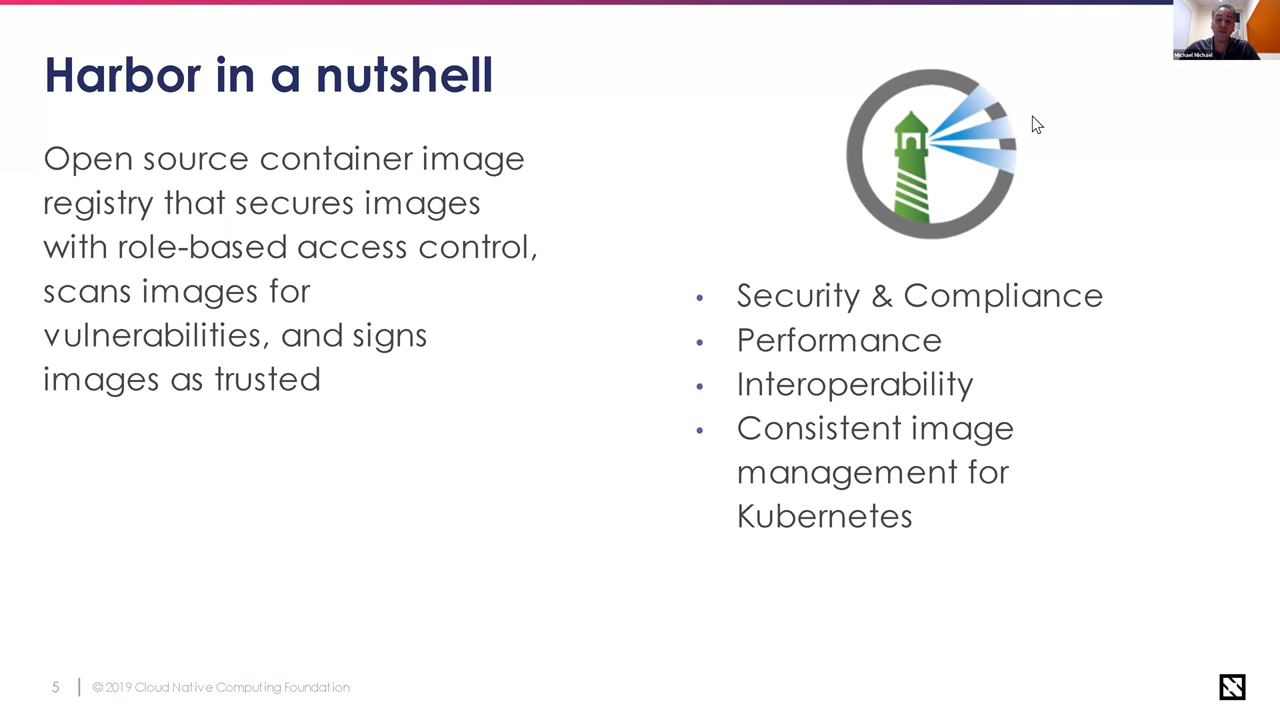 Harbor in a nutshell
Open source container image
registry that secures images
with role-based access control,
scans images for
vulnerabilities, and signs
images as trusted
Security & Compliance
Performance
Interoperability
Consistent image
management for
Kubernetes
Michael Michael
5
© 2019 Cloud Native Computing Foundation